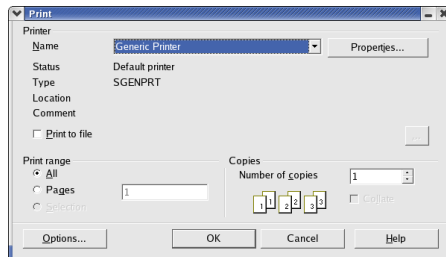 Print
Printer
Name Generic Printer Properties...
Status Default printer
Type SGENPRT
Location
Comment
Print to file ...
Print range Copies
All Number of copies 1
Pages 1
Selection Collate
1 1 2 2 3 3
Options... OK Cancel Help